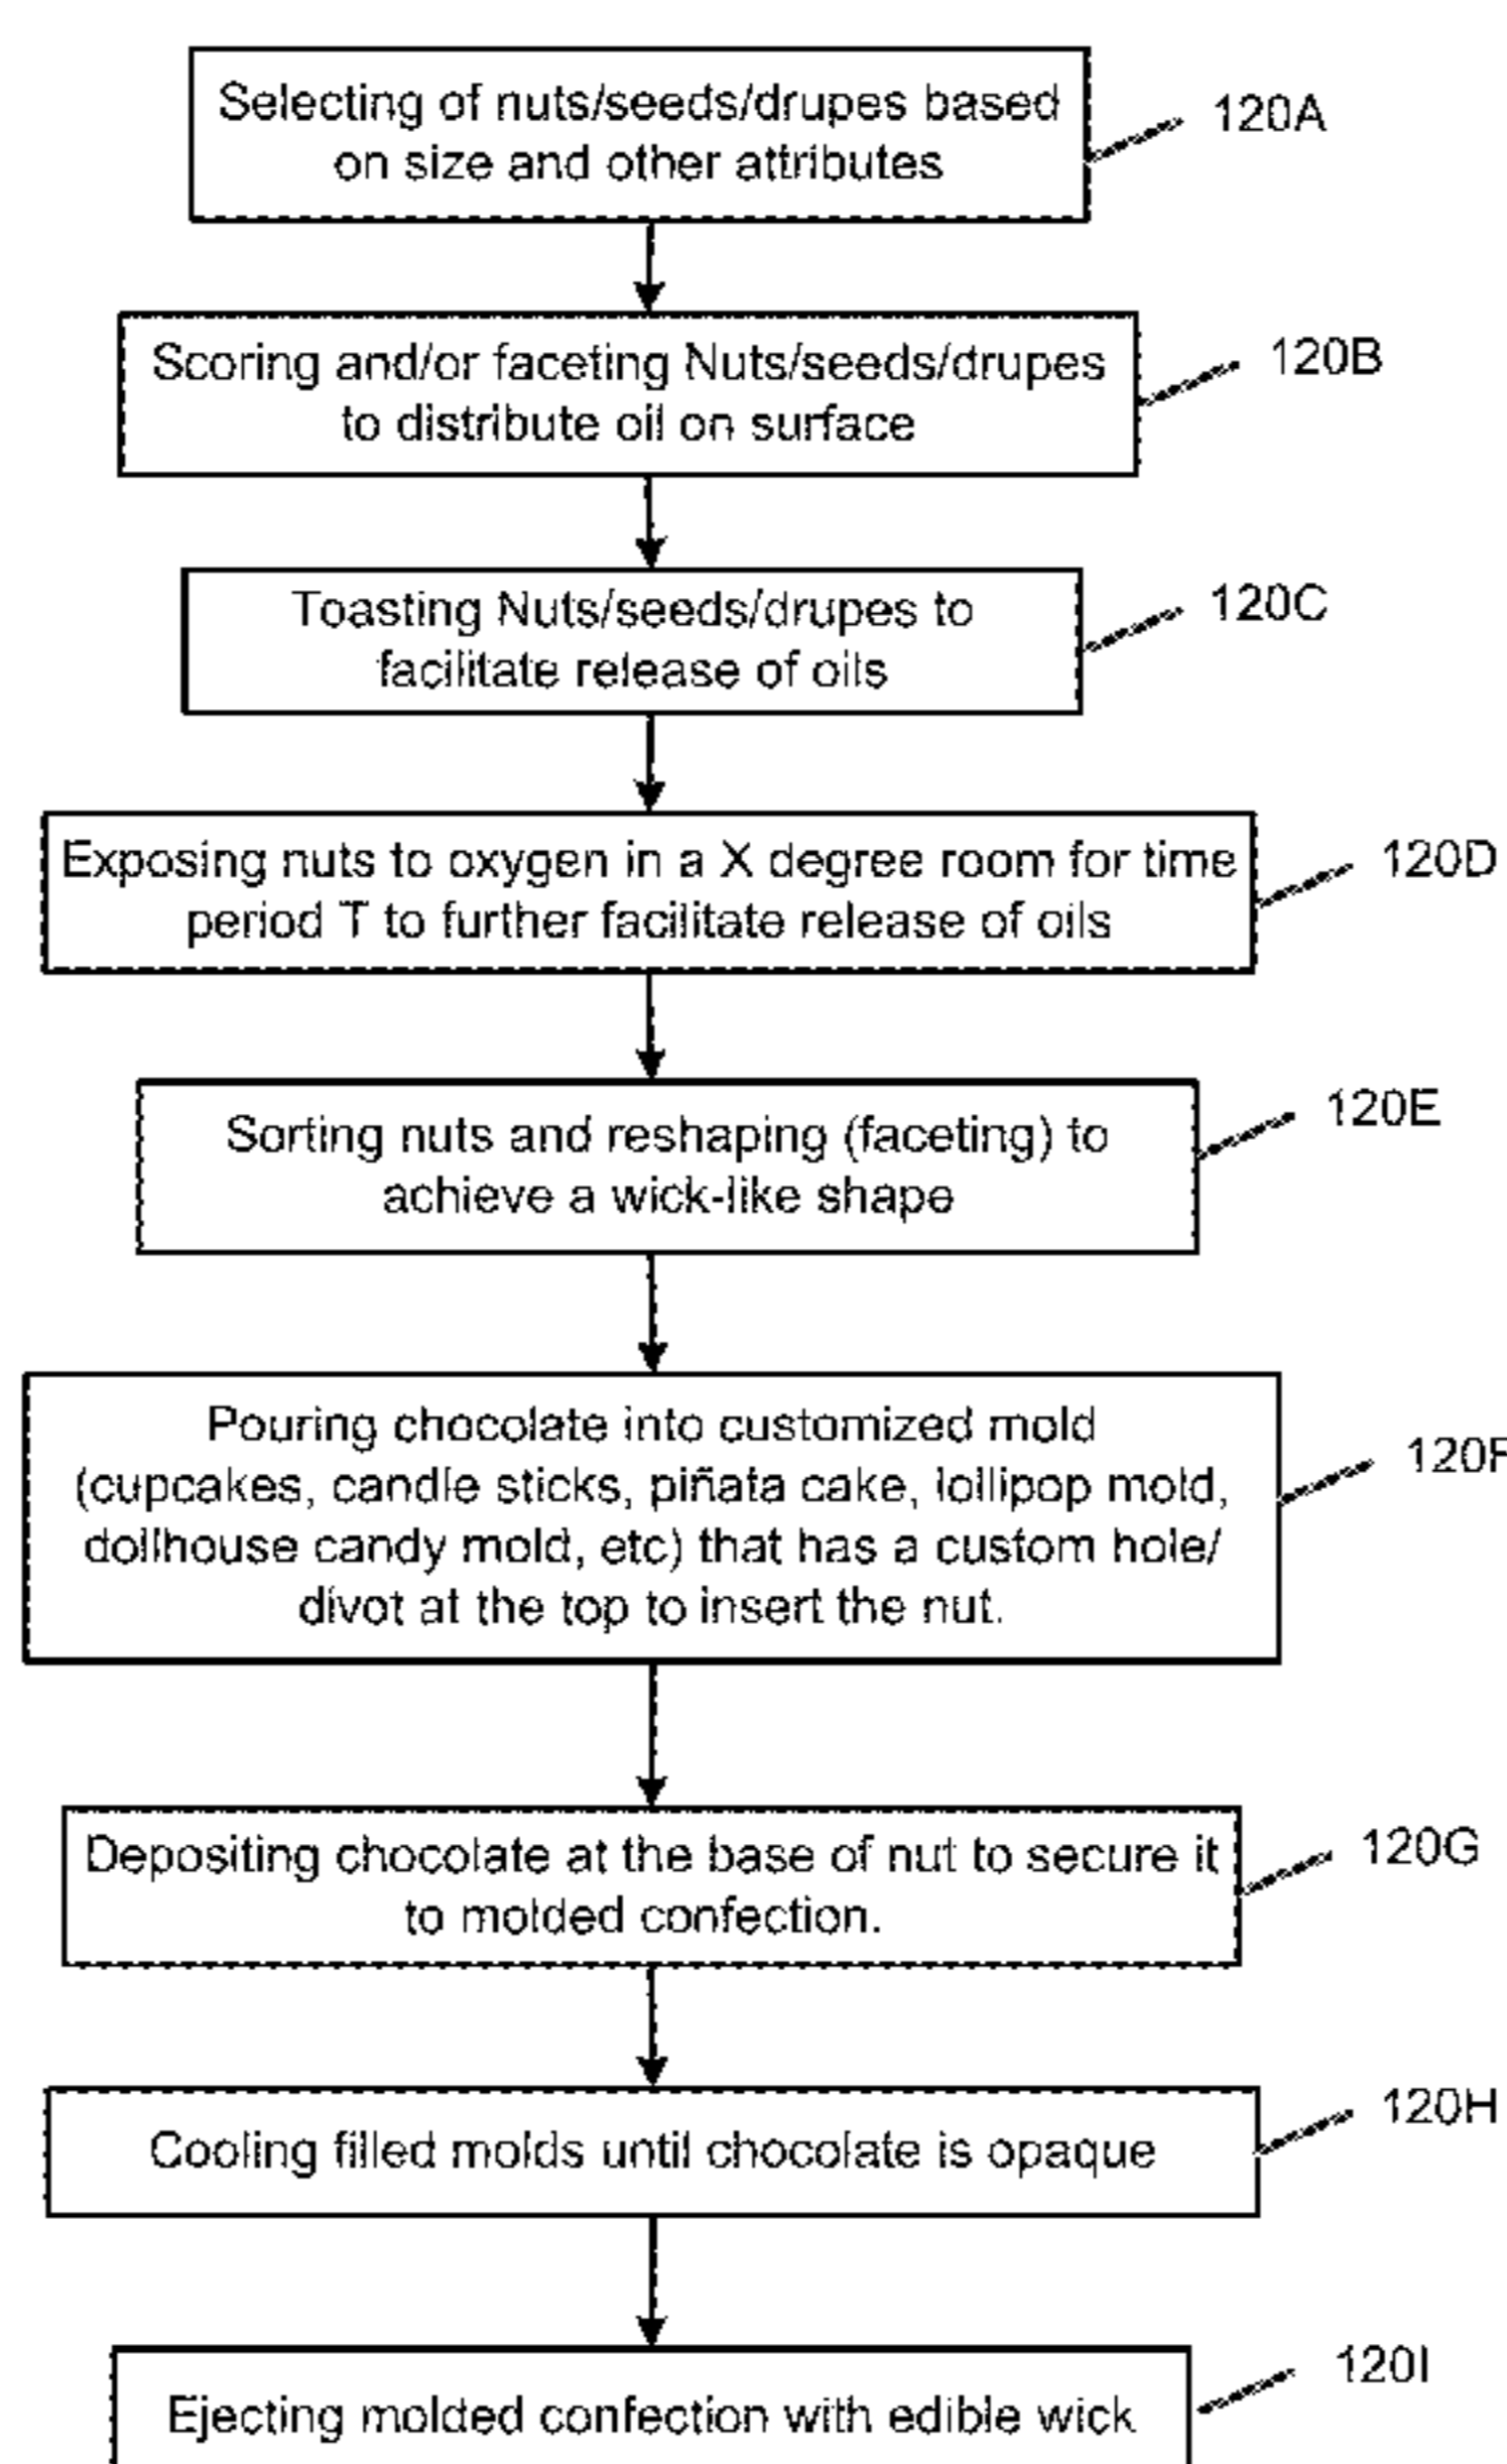 Selecting of nuts/seeds/drupes based
on size and other attributes
120A
Scoring and/or faceting Nuts/seeds/drupes
to distribute oil on surface
120B
Toasting Nuts/seeds/drupes to
facilitate release of oils
120C
Exposing nuts to oxygen in a X degree room for time
period T to further facilitate release of oils
120D
Sorting nuts and reshaping (faceting) to
achieve a wick-like shape
120E
Pouring chocolate into customized mold
(cupcakes, candle sticks, piñata cake, lollipop mold,
dollhouse candy mold, etc) that has a custom hole/
divot at the top to insert the nut.
120F
Depositing chocolate at the base of nut to secure it
to molded confection.
120G
Cooling filled molds until chocolate is opaque
120H
Ejecting molded confection with edible wick
120I